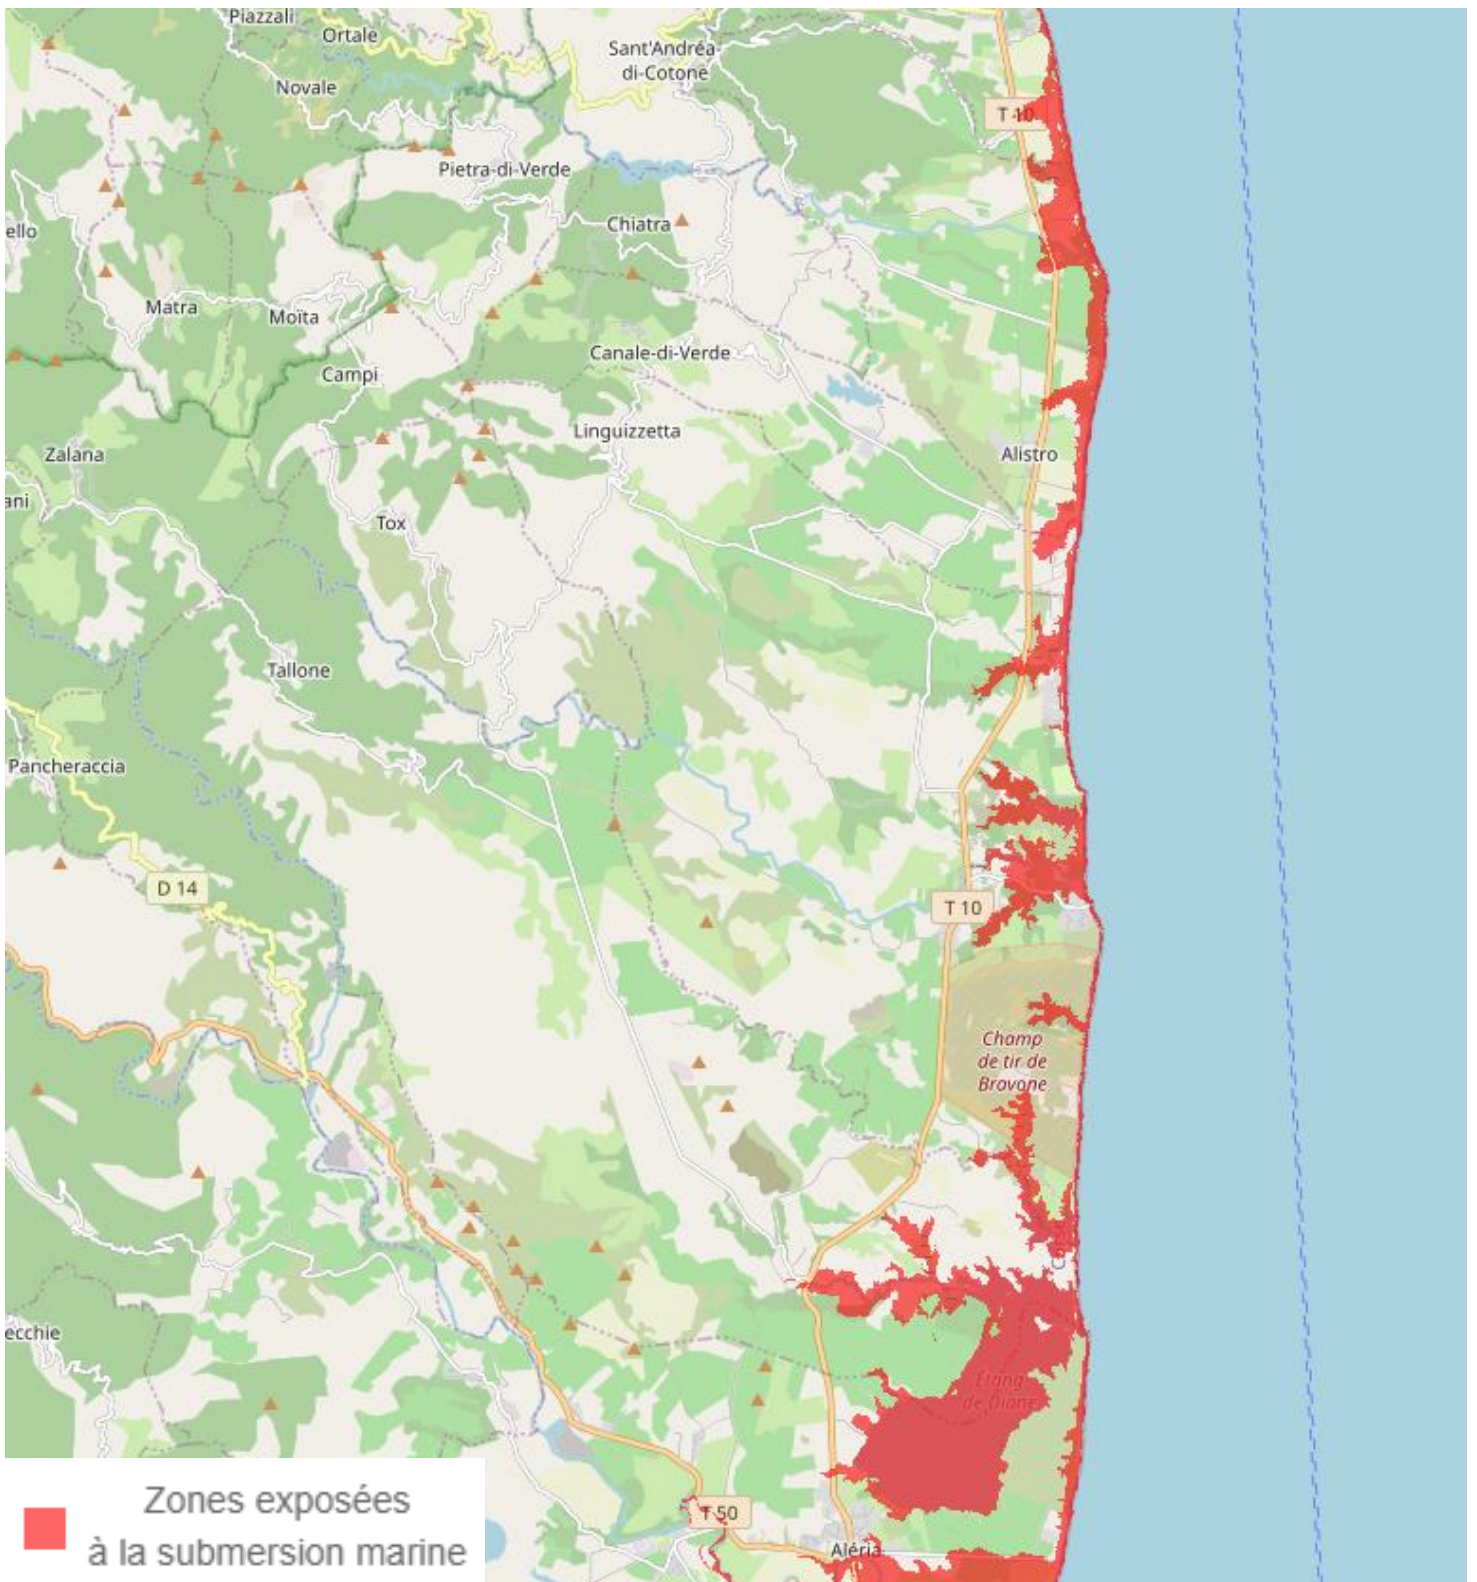 Piazzali
Ortale
Sant'Andréa-
di-Cotone
Novale
T 10
Pietra-di-Verde
Chiatra
ello
Matra
Moïta
Canale-di-Verde
Campi
Linguizzetta
Alistro
Zalana
ani
Tox
Tallone
Pancheraccia
D 14
T 10
Champ
de tir de
Bravone
ecchie
Étang
de Diane
T 50
Aléria
Zones exposées
à la submersion marine